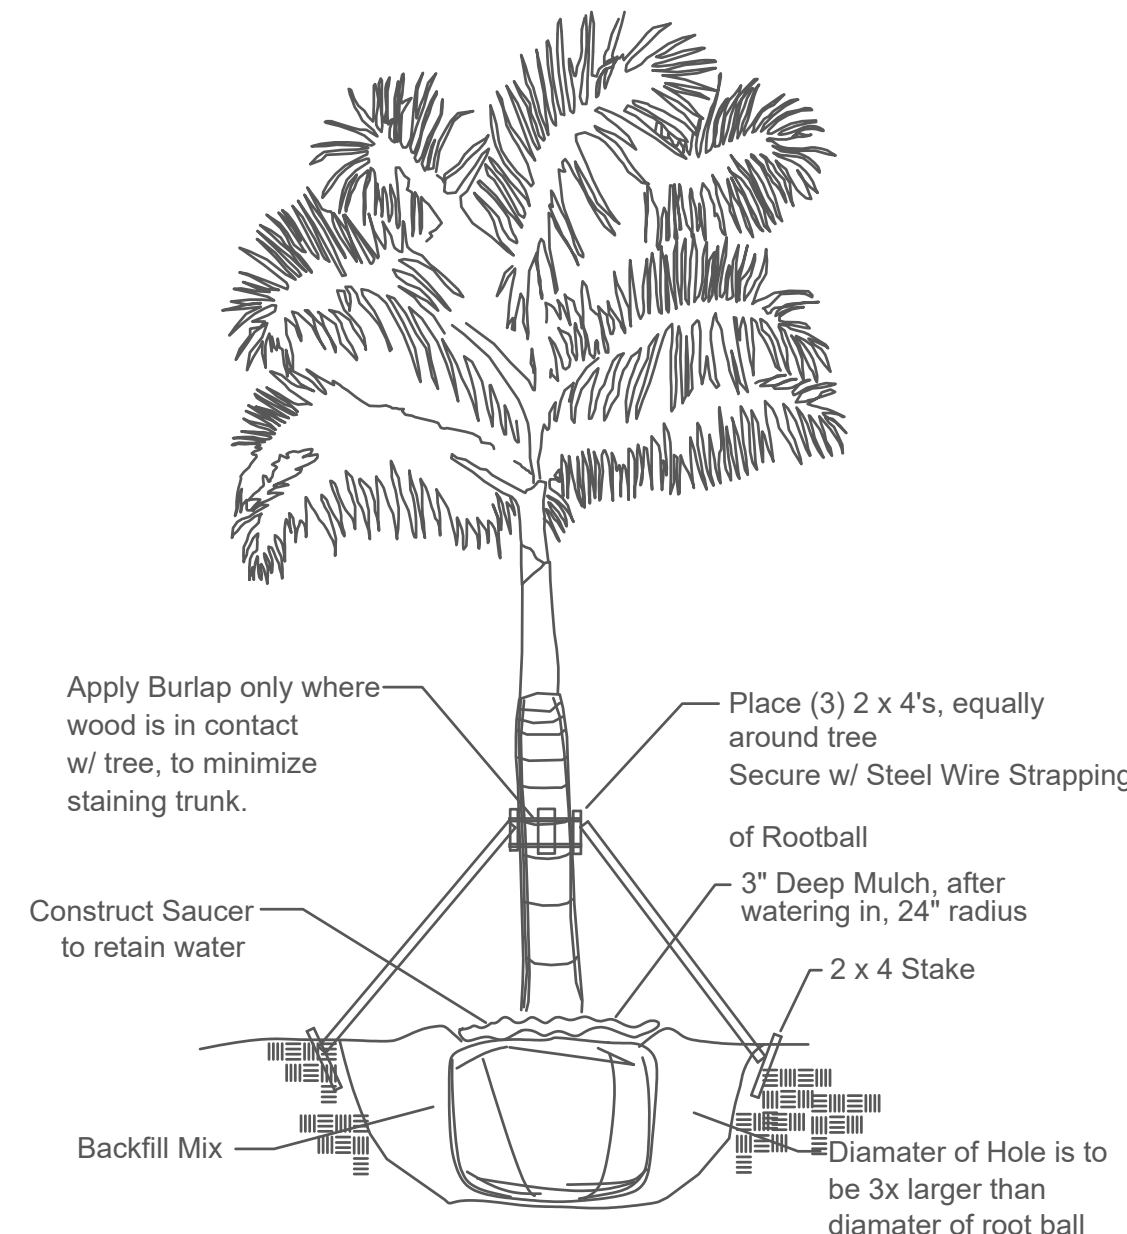 Apply Burlap only where
wood is in contact
w/ tree, to minimize
staining trunk.
Place (3) 2 x 4's, equally
around tree
Secure w/ Steel Wire Strapping
of Rootball
3" Deep Mulch, after
watering in, 24" radius
Construct Saucer
to retain water
2 x 4 Stake
Backfill Mix
Diamater of Hole is to
be 3x larger than
diamater of root ball